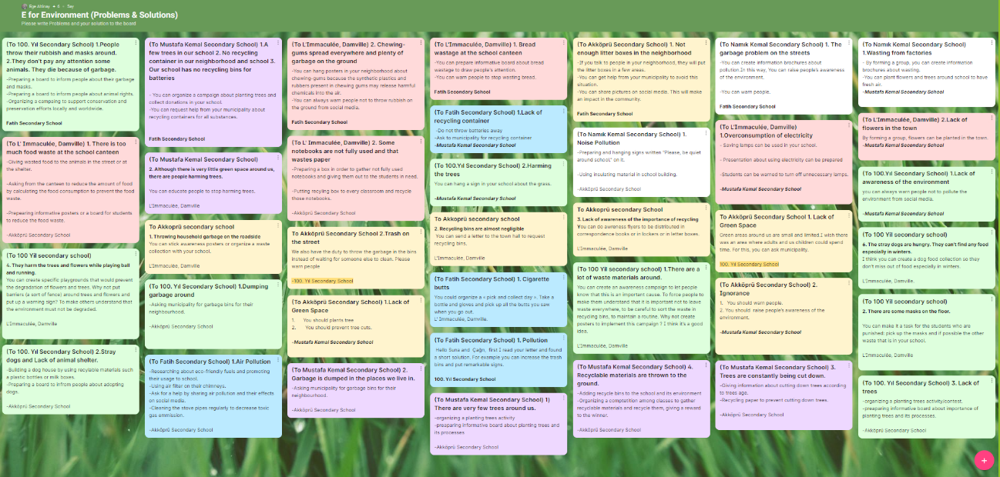 Ege Altinay + 6 · 5ay
E for Environment (Problems & Solutions)
Please write Problems and your solution to the board
(To 100. Yıl Secondary School) 1.People
throw their rubbish and masks around.
2.They don't pay any attention some
animals. They die because of garbage.
-Preparing a board to inform people about their garbage
and masks.
-Preparing a board to inform people about animal rights.
-Organizing a campaing to support conservation and
preservation efforts locally and worldwide.
Fatih Secondary School
(To L' Immaculée, Damville) 1. There is too
much food waste at the school canteen
-Giving wasted food to the animals in the street or at
the shelter.
-Asking from the canteen to reduce the amount of food
by calculating the food consumption to prevent the food
waste.
-Prepearing informative posters or a board for students
to reduce the food waste.
-Akköprü Secondary School
(To 100 Yıl secondary school)
4. They harm the trees and flowers while playing ball
and running.
You can create specific playgrounds that would prevent
the degradation of flowers and trees. Why not put
barriers (a sort of fence) around trees and flowers and
put up a warning sign? To make others understand that
the environment must not be degraded.
L'Immaculée, Damville
(To 100. Yıl Secondary School) 2.Stray
dogs and Lack of animal shelter.
-Building a dog house by using recylable materials such
a plastic bottles or milk boxes.
-Preparing a board to infrom people about adopting
dogs.
-Akköprü Secondary School
(To Mustafa Kemal Secondary School) 1.A
few trees in our school 2. No recycling
container in our neighborhood and school 3.
Our school has no recycling bins for
batteries
- You can organize a campaign about planting trees and
collect donations in your school.
-You can request help from your municipality about
recycling containers for all substances.
Fatih Secondary School
(To Mustafa Kemal Secondary School)
2. Although there is very little green space around us,
there are people harming trees.
You can educate people to stop harming trees.
L'Immaculée, Damville
To Akköprü secondary school
1. Throwing household garbage on the roadside
You can stick awareness posters or organize a waste
collection with your school.
L'Immaculée, Damville
(To 100. Yıl Secondary School) 1.Dumping
garbage around
-Asking municipality for garbage bins for their
neighbourhood.
-Akköprü Secondary School
(To Fatih Secondary School) 1.Air Pollution
-Researching about eco-friendly fuels and promoting
their usage to school.
-Using air filter on their chimneys.
-Ask for a help by sharing air pollution and their effects
on social media.
-Cleaning the stove pipes regularly to decrease toxic
gas emmission.
-Akköprü Secondary School
(To L'Immaculée, Damville) 2. Chewing-
gums spread everywhere and plenty of
garbage on the ground
-You can hang posters in your neighborhood about
chewing-gums because the synthetic plastics and
rubbers present in chewing gums may release harmful
chemicals into the air.
-You can always warn people not to throw rubbish on
the ground from social media.
Fatih Secondary School
(To L' Immaculée, Damville) 2. Some
notebooks are not fully used and that
wastes paper
-Preparing a box in order to gather not fully used
notebooks and giving them out to the students in need.
-Putting recycling box to every classroom and recycle
those notebooks.
-Akköprü Secondary School
To Akköprü Secondary School 2.Trash on
the street
We also have the duty to throw the garbage in the bins
instead of waiting for someone else to clean. Please
warn people
-100. Yıl Secondary School
(To Akköprü Secondary School) 1.Lack of
Green Space
1. You should plants tree
2. You should prevent tree cuts.
-Mustafa Kemal Secondary School
(To Mustafa Kemal Secondary School) 2.
Garbage is dumped in the places we live in.
-Asking municipality for garbage bins for their
neighbourhood.
-Akköprü Secondary School
(To L'Immaculée, Damville) 1. Bread
wastage at the school canteen
-You can prepare informative board about bread
wastage to draw people's attention.
-You can warn people to stop wasting bread.
Fatih Secondary School
(To Fatih Secondary School) 1.Lack of
recycling container
-Do not throw batteries away
-Ask to municipality for recycling container
-Mustafa Kemal Secondary School
(To 100.Yıl Secondary School) 2.Harming
the trees
You can hang a sign in your school about the grass.
-Mustafa Kemal Secondary School
To Akköprü secondary school
2. Recycling bins are almost negligible
You can send a letter to the town hall to request
recycling bins.
L'Immaculée, Damville
(To Fatih Secondary School) 1. Cigarette
butts
You could organize a « pick end collect day ». Take a
bottle and gloves and pick up all the butts you saw
when you go out.
L' Immaculée, Damville.
(To Fatih Secondary School) 1. Pollution
Hello Suna and Çağrı, first I read your letter and found
a short solution. For example you can increase the trash
bins and put remarkable signs.
100. Yıl Secondary School
(To Mustafa Kemal Secondary School) 1)
There are very few trees around us.
-organizing a planting trees activity
-preaparing informative board about planting trees and
its processes
-Akköprü Secondary School
(To Akköprü Secondary School) 1. Not
enough litter boxes in the neighborhood
-If you talk to people in your neighborhood, they will put
the litter boxes in a few areas.
-You can get help from your municipality to avoid this
situation.
-You can share pictures on social media. This will make
an impact in the community.
Fatih Secondary School
(To Namık Kemal Secondary School) 1.
Noise Pollution
-Preparing and hanging signs written "Please, be quiet
around school." on it.
-Using insulating material in school building.
-Akköprü Secondary School
To Akköprü secondary School
3. Lack of awareness of the importance of recycling
You can do awareness flyers to be distributed in
correspondence books or in lockers or in letter boxes.
L'Immaculée, Damville
(To 100 Yıl secondary school) 1.There are a
lot of waste materials around.
You can create an awareness campaign to let people
know that this is an important cause. To force people to
make them understand it is important not to leave
waste everywhere, to be careful to sort the waste in
recycling bins, to maintain a routine. Why not create
posters to implement this campaign ? I think it's a good
idea.
L'Immaculée, Damville
(To Mustafa Kemal Secondary School) 4.
Recyclable materials are thrown to the
ground.
-Adding recycle bins to the school and its environment
-Organizing a comptatition among classes to gather
recyclable materials and recycle them, giving a reward
to the winner.
-Akköprü Secondary School
(To Namık Kemal Secondary School) 1. The
garbage problem on the streets
-You can create information brochures about
pollution.In this way, You can raise people's awareness
of the environment.
-You can warn people.
Fatih Secondary School
(To L'Immaculée, Damville)
1.Overconsumption of electricity
- Saving lamps can be used in your school.
- Presentation about using electricity can be prepared
-Students can be warned to turn off unnecessary lamps.
-Mustafa Kemal Secondary School
(To Akköprü Secondary School) 1. Lack of
Green Space
Green areas around us are small and limited.I wish there
was an area where adults and us children could spend
time. For this, you can ask municipality.
100. Yıl Secondary School
(To Akköprü Secondary School) 2.
Ignorance
1. You should warn people.
2. You should raise people's awareness of the
environment.
-Mustafa Kemal Secondary School
(To Mustafa Kemal Secondary School) 3.
Trees are constantly being cut down.
-Giving information about cutting down trees according
to trees age.
-Recycling paper to prevent cutting down trees.
-Akköprü Secondary School
(To Namık Kemal Secondary School)
1.Wasting from factories
- By forming a group, you can create information
brochures about wasting.
-You can plant flowers and trees around school to have
fresh air.
-Mustafa Kemal Secondary School
(To L'Immaculée, Damville) 2.Lack of
flowers in the town
By forming a group, flowers can be planted in the town.
-Mustafa Kemal Secondary School
(To 100.Yıl Secondary School) 1.Lack of
awareness of the environment
you can always warn people not to pollute the
environment from social media.
-Mustafa Kemal Secondary School
(To 100 Yıl secondary school)
6. The stray dogs are hungry. They can't find any food
especially in winters.
I think you can create a dog food collection so they
don't miss out of food especially in winters.
L'Immaculée, Damville
(To 100 Yıl Secondary school)
2. There are some masks on the floor.
You can make it a task for the students who are
punished: pick up the masks and if possible the other
waste that is in your school.
L'Immaculée, Damville
(To 100. Yıl Secondary School) 3. Lack of
trees
-organizing a planting trees activity/contest.
-preaparing informative board about importance of
planting trees and its processes.
-Akköprü Secondary School